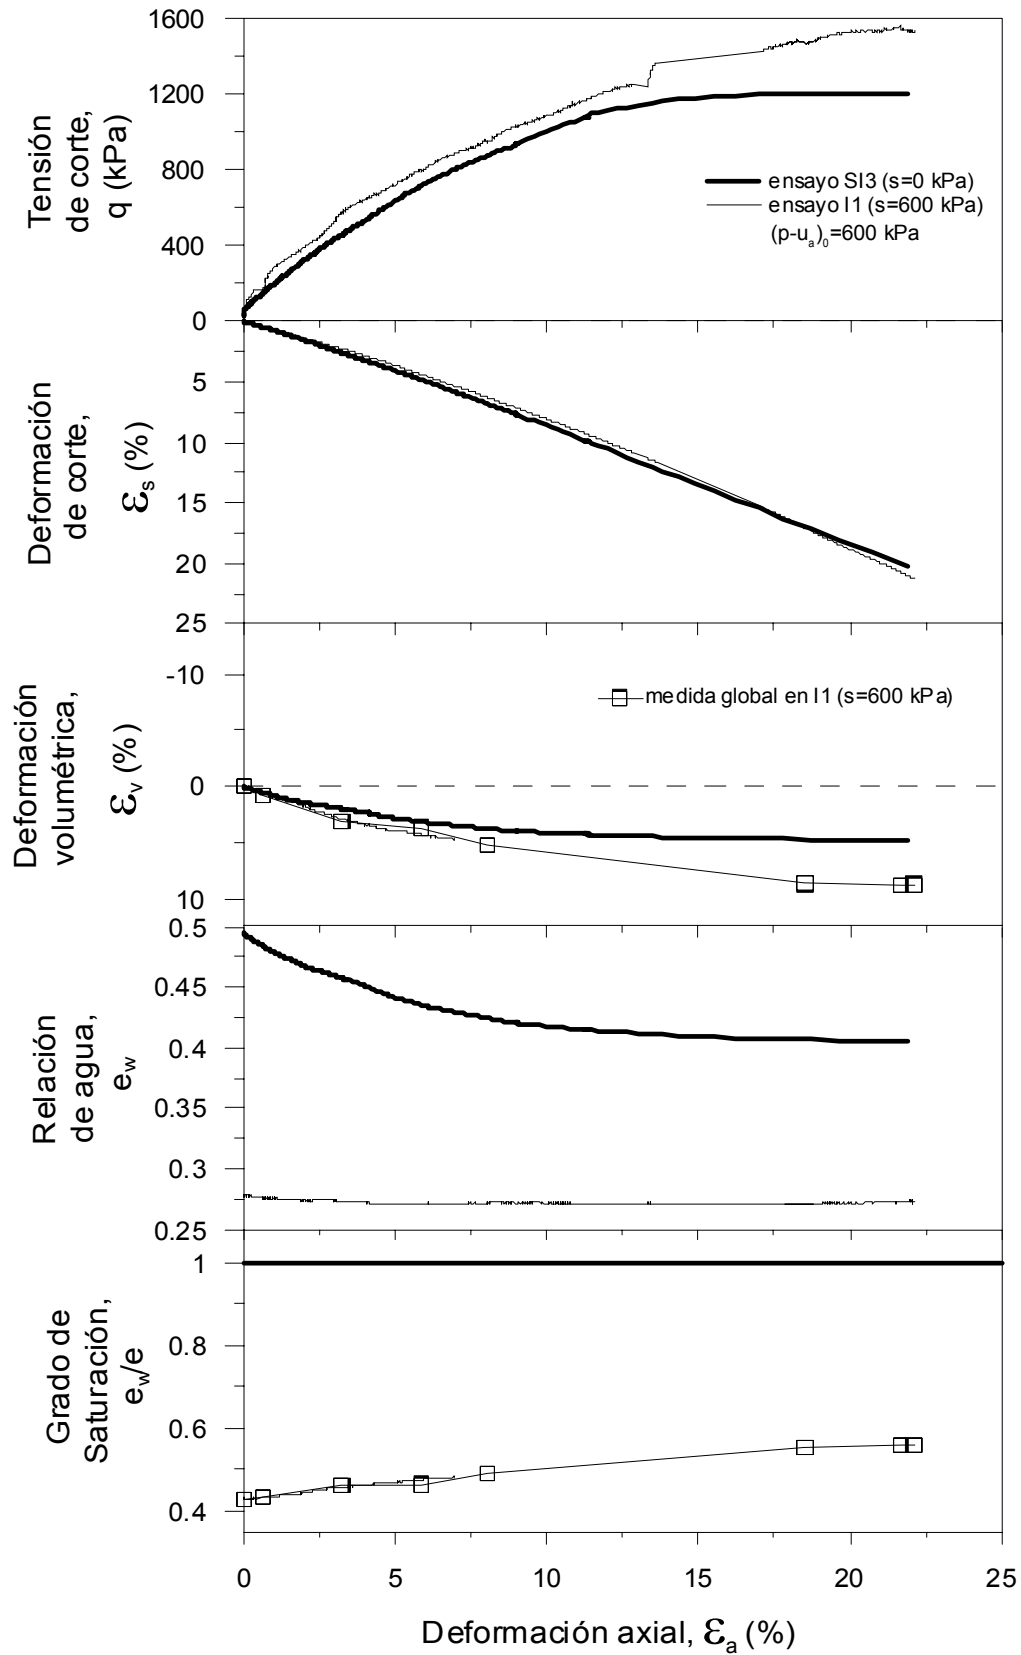 1600
1200
800
400
0
Tensión
de corte,
q (kPa)
ensayo SI3 (s=0 kPa)
ensayo I1 (s=600 kPa)
(p-uₐ)₀=600 kPa
5
10
15
20
25
Deformación
de corte,
εs (%)
-10
0
10
Deformación
volumétrica,
εv (%)
medida global en I1 (s=600 kPa)
0.5
0.45
0.4
0.35
0.3
0.25
Relación
de agua,
ew
1
0.8
0.6
0.4
Grado de
Saturación,
ew/e
0 5 10 15 20 25
Deformación axial, εa (%)